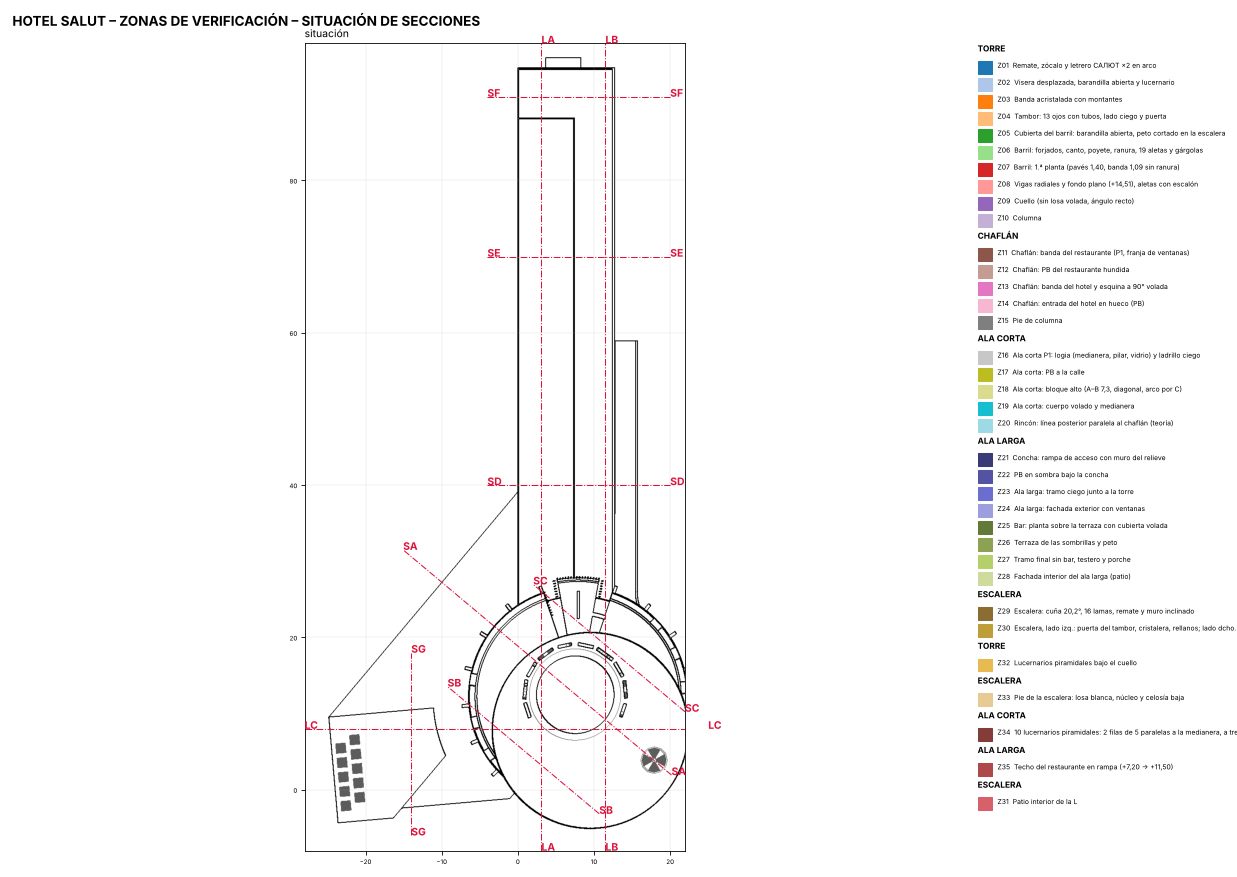 HOTEL SALUT – ZONAS DE VERIFICACIÓN – SITUACIÓN DE SECCIONES
situación
LA LB
SF SF
80
SE SE
60
SD SD
40
SA
SC
20
SG
SB
SC
LC LC
SA
0
SB
SG
LA LB
−20 −10 0 10 20
TORRE
Z01 Remate, zócalo y letrero САЛЮТ ×2 en arco
Z02 Visera desplazada, barandilla abierta y lucernario
Z03 Banda acristalada con montantes
Z04 Tambor: 13 ojos con tubos, lado ciego y puerta
Z05 Cubierta del barril: barandilla abierta, peto cortado en la escalera
Z06 Barril: forjados, canto, poyete, ranura, 19 aletas y gárgolas
Z07 Barril: 1.ª planta (pavés 1,40, banda 1,09 sin ranura)
Z08 Vigas radiales y fondo plano (+14,51), aletas con escalón
Z09 Cuello (sin losa volada, ángulo recto)
Z10 Columna
CHAFLÁN
Z11 Chaflán: banda del restaurante (P1, franja de ventanas)
Z12 Chaflán: PB del restaurante hundida
Z13 Chaflán: banda del hotel y esquina a 90° volada
Z14 Chaflán: entrada del hotel en hueco (PB)
Z15 Pie de columna
ALA CORTA
Z16 Ala corta P1: logia (medianera, pilar, vidrio) y ladrillo ciego
Z17 Ala corta: PB a la calle
Z18 Ala corta: bloque alto (A–B 7,3, diagonal, arco por C)
Z19 Ala corta: cuerpo volado y medianera
Z20 Rincón: línea posterior paralela al chaflán (teoría)
ALA LARGA
Z21 Concha: rampa de acceso con muro del relieve
Z22 PB en sombra bajo la concha
Z23 Ala larga: tramo ciego junto a la torre
Z24 Ala larga: fachada exterior con ventanas
Z25 Bar: planta sobre la terraza con cubierta volada
Z26 Terraza de las sombrillas y peto
Z27 Tramo final sin bar, testero y porche
Z28 Fachada interior del ala larga (patio)
ESCALERA
Z29 Escalera: cuña 20,2°, 16 lamas, remate y muro inclinado
Z30 Escalera, lado izq.: puerta del tambor, cristalera, rellanos; lado dcho.
TORRE
Z32 Lucernarios piramidales bajo el cuello
ESCALERA
Z33 Pie de la escalera: losa blanca, núcleo y celosía baja
ALA CORTA
Z34 10 lucernarios piramidales: 2 filas de 5 paralelas a la medianera, a tre
ALA LARGA
Z35 Techo del restaurante en rampa (+7,20 → +11,50)
ESCALERA
Z31 Patio interior de la L